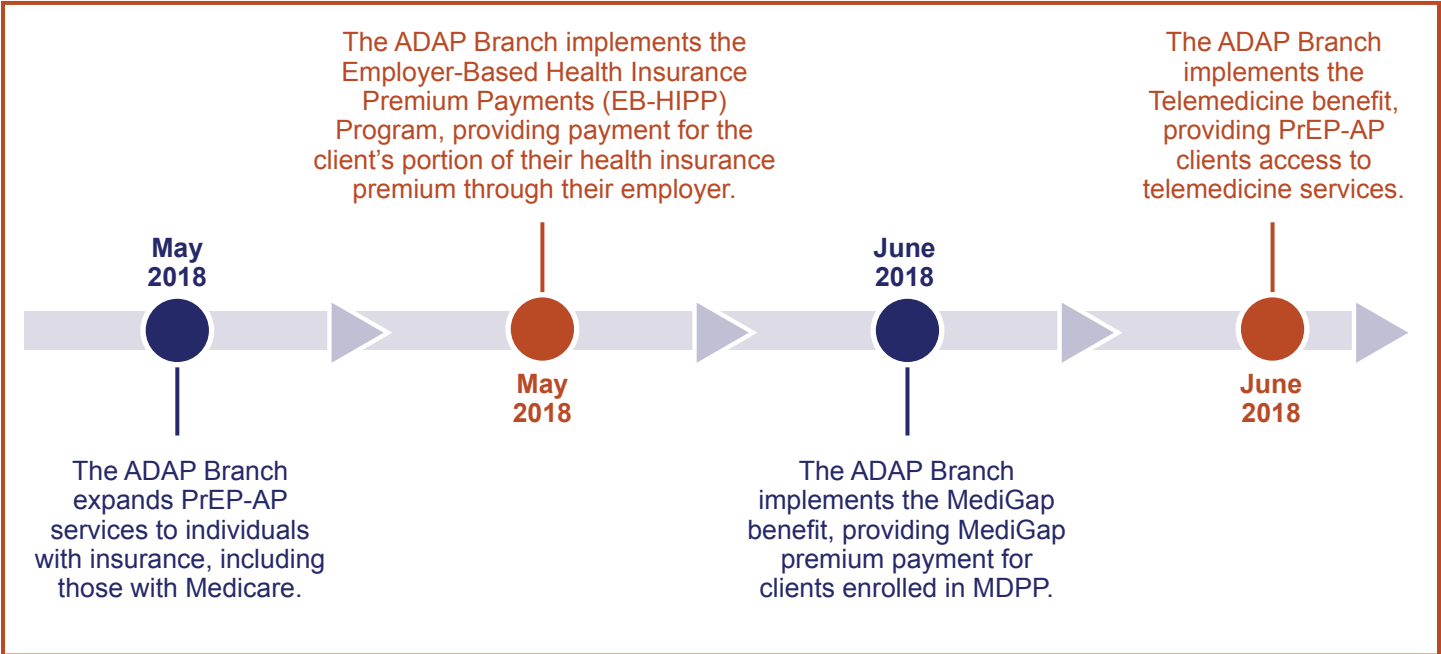 May
2018
The ADAP Branch
expands PrEP-AP
services to individuals
with insurance, including
those with Medicare.
The ADAP Branch implements the
Employer-Based Health Insurance
Premium Payments (EB-HIPP)
Program, providing payment for the
client’s portion of their health insurance
premium through their employer.
May
2018
June
2018
The ADAP Branch
implements the MediGap
benefit, providing MediGap
premium payment for
clients enrolled in MDPP.
The ADAP Branch
implements the
Telemedicine benefit,
providing PrEP-AP
clients access to
telemedicine services.
June
2018